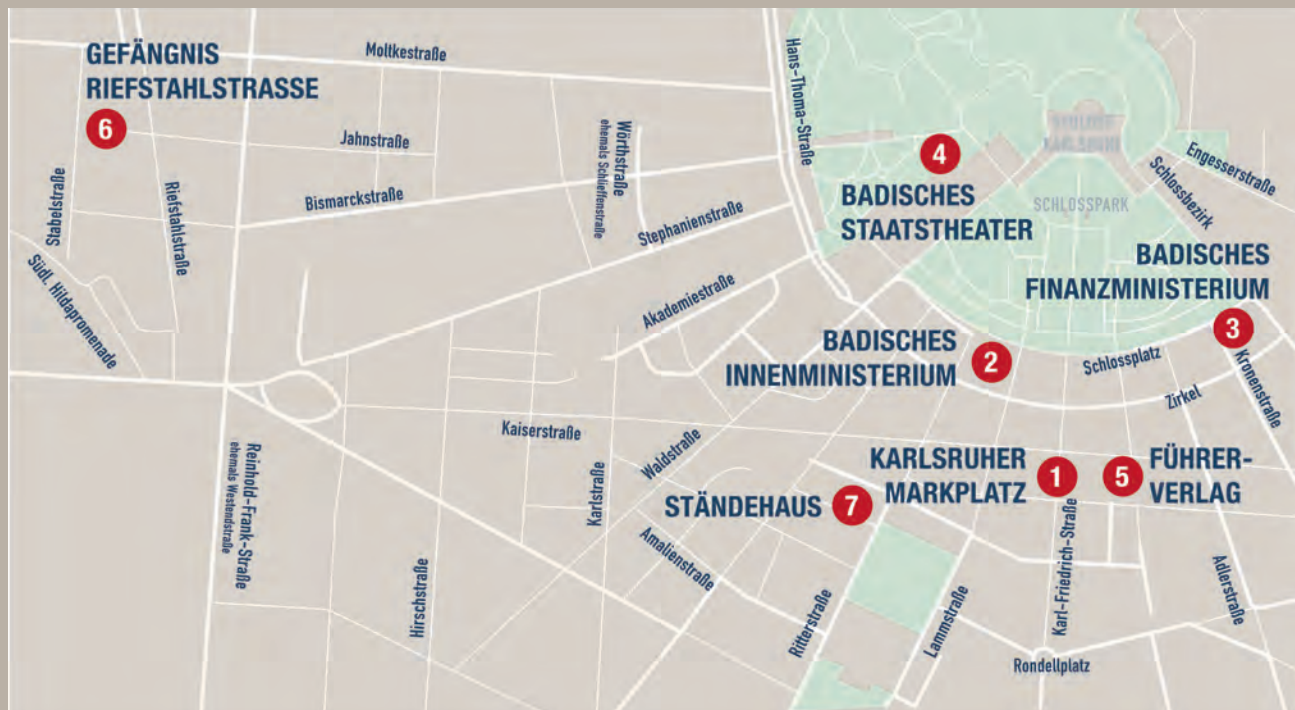 GEFÄNGNIS
RIEFSTAHLSTRASSE
6
Moltkestraße
Hans-Thoma-Straße
Jahnstraße
Wörthstraße
ehemals Schlieffenstraße
Bismarckstraße
Stabelstraße
Riefstahlstraße
Südl. Hildapromenade
Stephanienstraße
Akademiestraße
4
BADISCHES
STAATSTHEATER
SCHLOSS
KARLSRUHE
SCHLOSSPARK
Engesserstraße
Schlossbezirk
BADISCHES
FINANZMINISTERIUM
3
BADISCHES
INNENMINISTERIUM
2
Schlossplatz
Zirkel
Kronenstraße
Kaiserstraße
Waldstraße
Karlstraße
Reinhold-Frank-Straße
ehemals Westendstraße
Hirschstraße
Amalienstraße
STÄNDEHAUS
7
KARLSRUHER
MARKPLATZ
1
5
FÜHRER-
VERLAG
Ritterstraße
Lammstraße
Karl-Friedrich-Straße
Adlerstraße
Rondellplatz